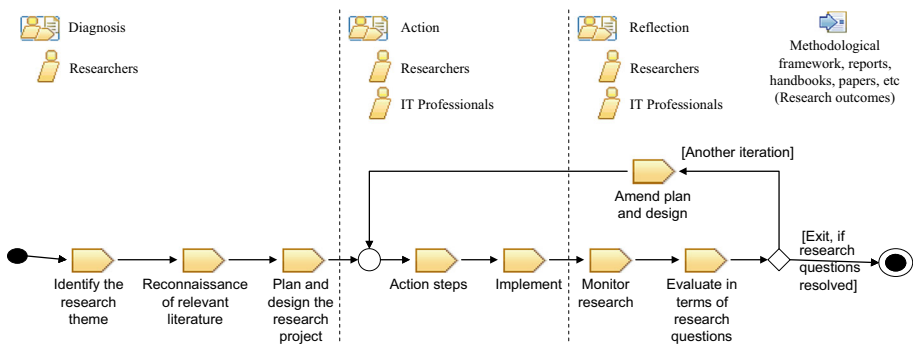 Diagnosis
Researchers
Action
Researchers
IT Professionals
Reflection
Researchers
IT Professionals
Methodological
framework, reports,
handbooks, papers, etc
(Research outcomes)
[Another iteration]
Amend plan
and design
[Exit, if
research
questions
resolved]
Identify the
research
theme
Reconnaissance
of relevant
literature
Plan and
design the
research
project
Action steps
Implement
Monitor
research
Evaluate in
terms of
research
questions